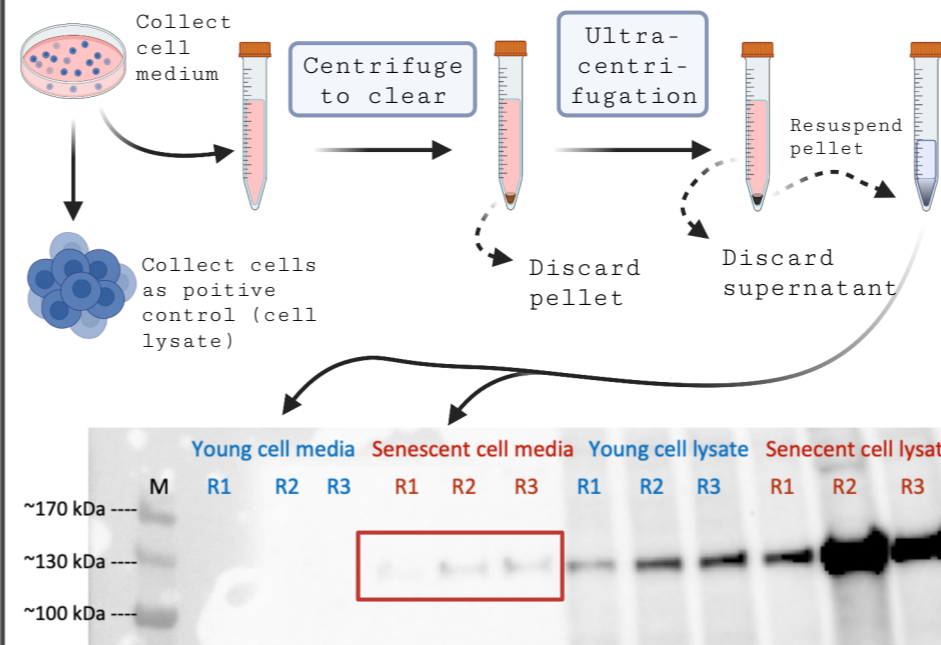 Collect
cell
medium
Centrifuge
to clear
Ultra-
centri-
fugation
Resuspend
pellet
Collect cells
as poitive
control (cell
lysate)
Discard
pellet
Discard
supernatant
Young cell media Senescent cell media Young cell lysate Senecent cell lysat
M R1 R2 R3 R1 R2 R3 R1 R2 R3 R1 R2 R3
~170 kDa ----
~130 kDa ----
~100 kDa ----